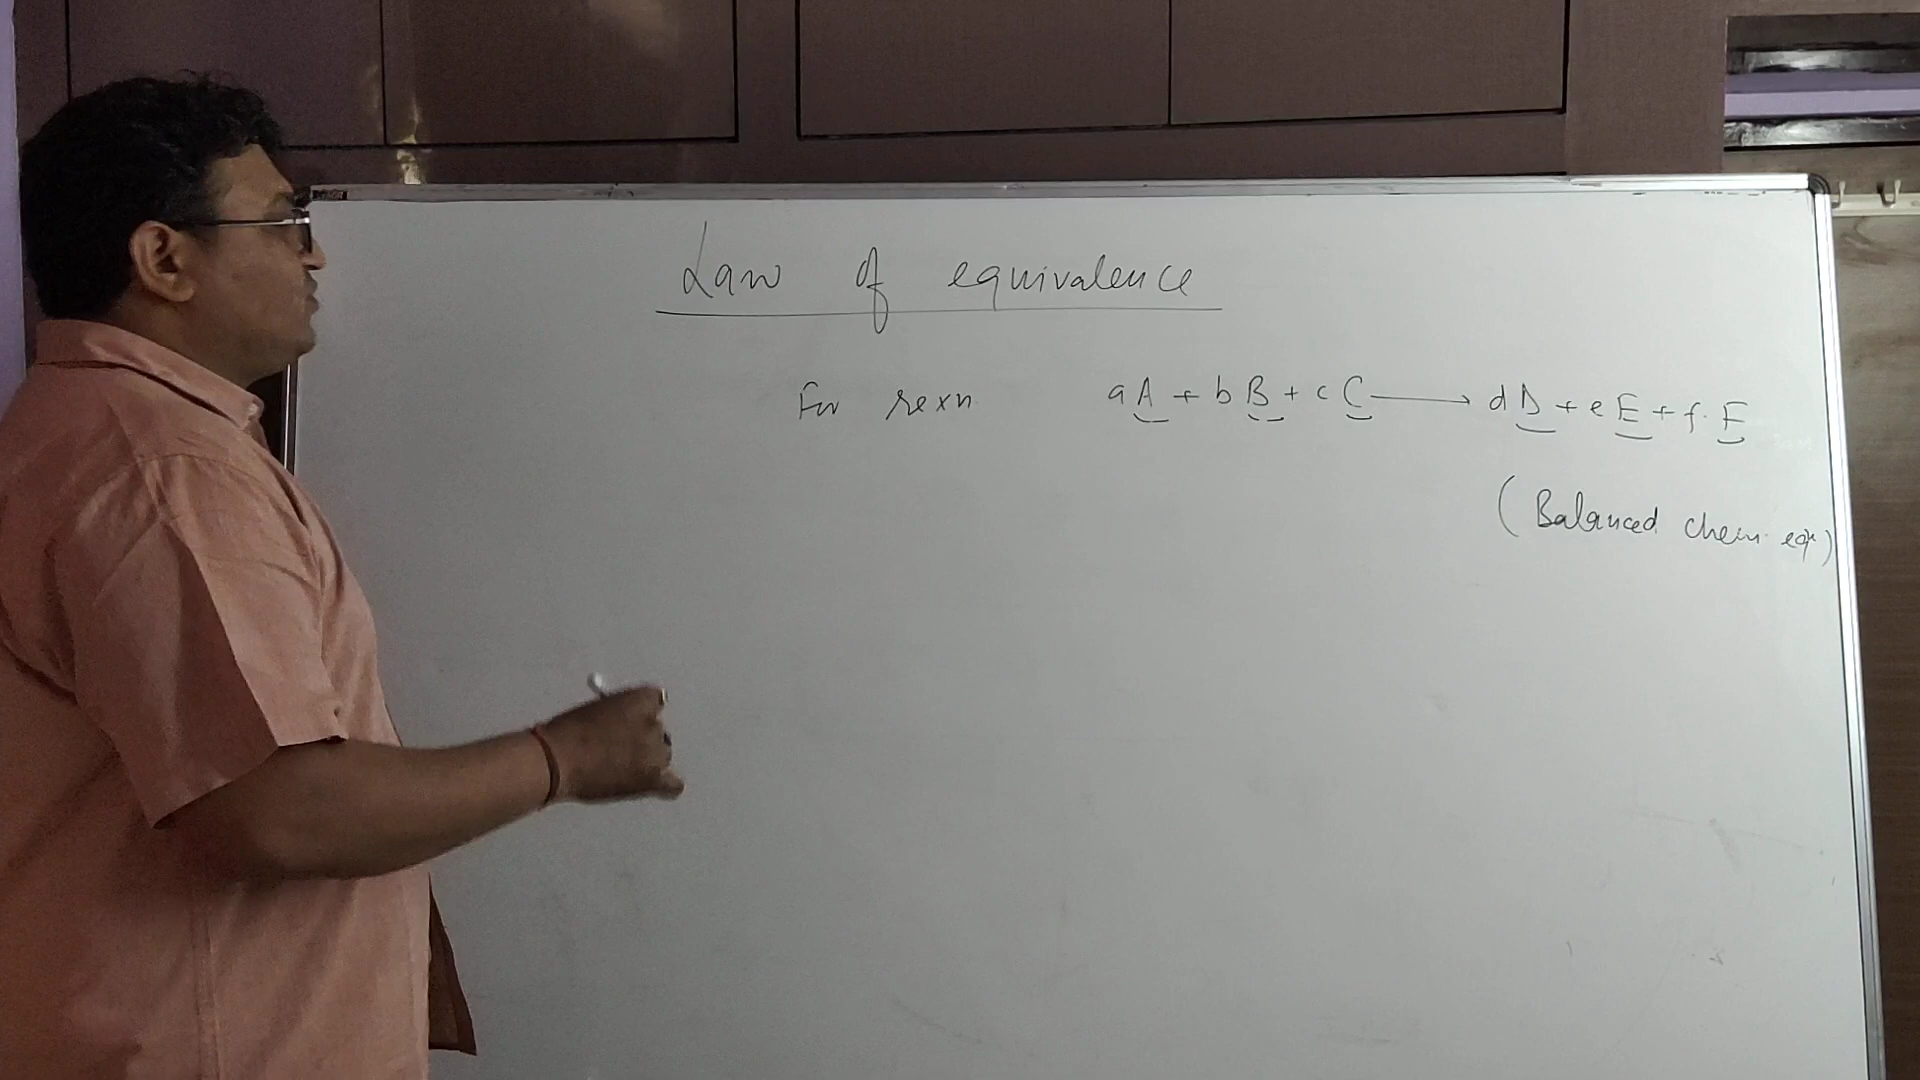 Law of equivalence
For rexn. aA + bB + cC ⟶ dD + eE + f.F
(Balanced chem. eqn)